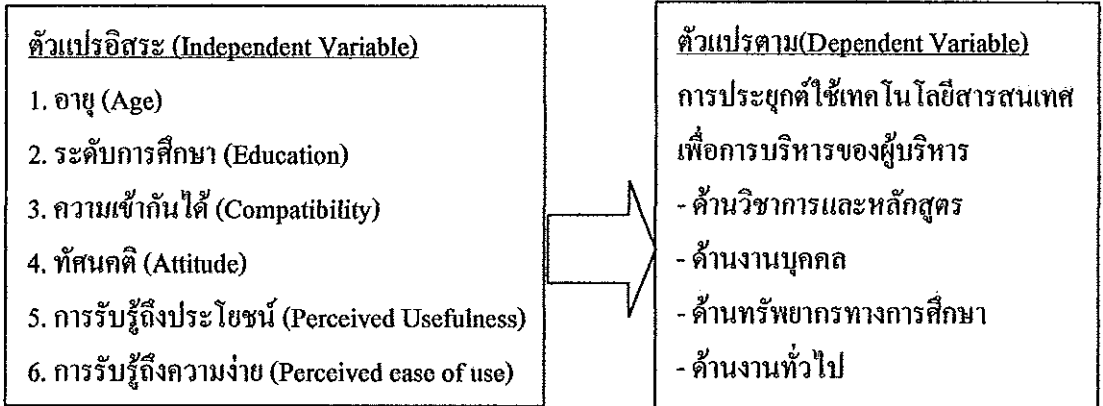 ตัวแปรอิสระ (Independent Variable)
1. อายุ (Age)
2. ระดับการศึกษา (Education)
3. ความเข้ากันได้ (Compatibility)
4. ทัศนคติ (Attitude)
5. การรับรู้ถึงประโยชน์ (Perceived Usefulness)
6. การรับรู้ถึงความง่าย (Perceived ease of use)
ตัวแปรตาม(Dependent Variable)
การประยุกต์ใช้เทคโนโลยีสารสนเทศ
เพื่อการบริหารของผู้บริหาร
- ด้านวิชาการและหลักสูตร
- ด้านงานบุคคล
- ด้านทรัพยากรทางการศึกษา
- ด้านงานทั่วไป